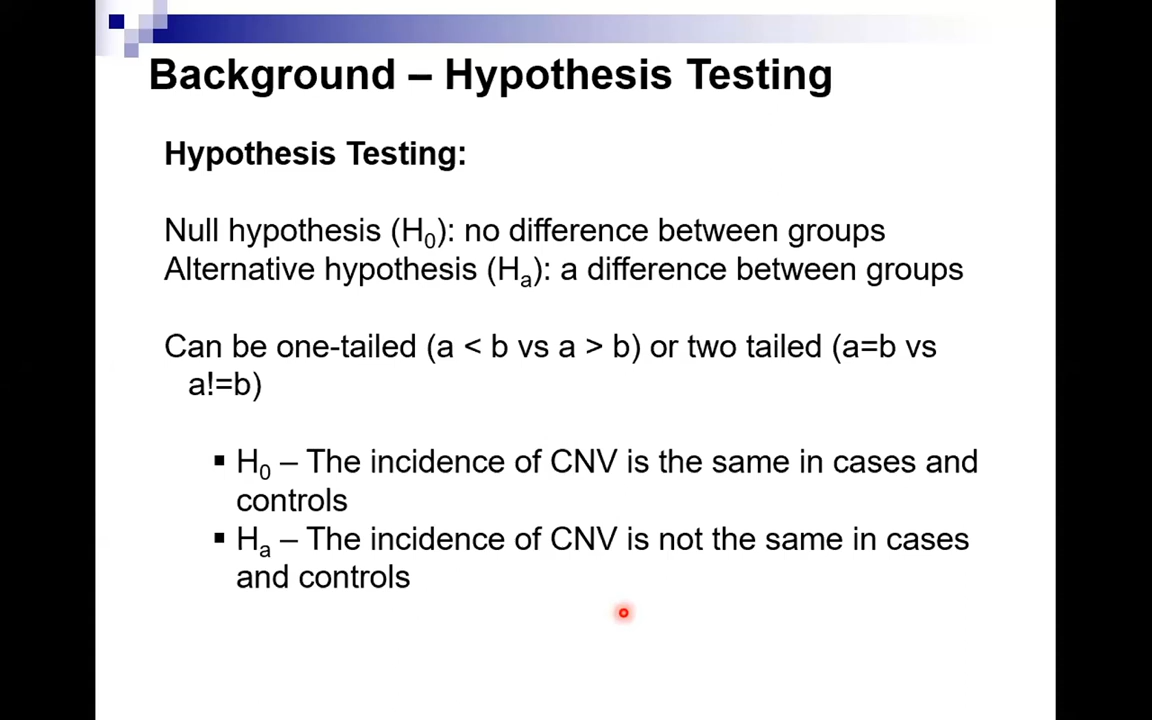 Background – Hypothesis Testing
Hypothesis Testing:
Null hypothesis (H₀): no difference between groups
Alternative hypothesis (Hₐ): a difference between groups
Can be one-tailed (a < b vs a > b) or two tailed (a=b vs
a!=b)
▪ H₀ – The incidence of CNV is the same in cases and
controls
▪ Hₐ – The incidence of CNV is not the same in cases
and controls